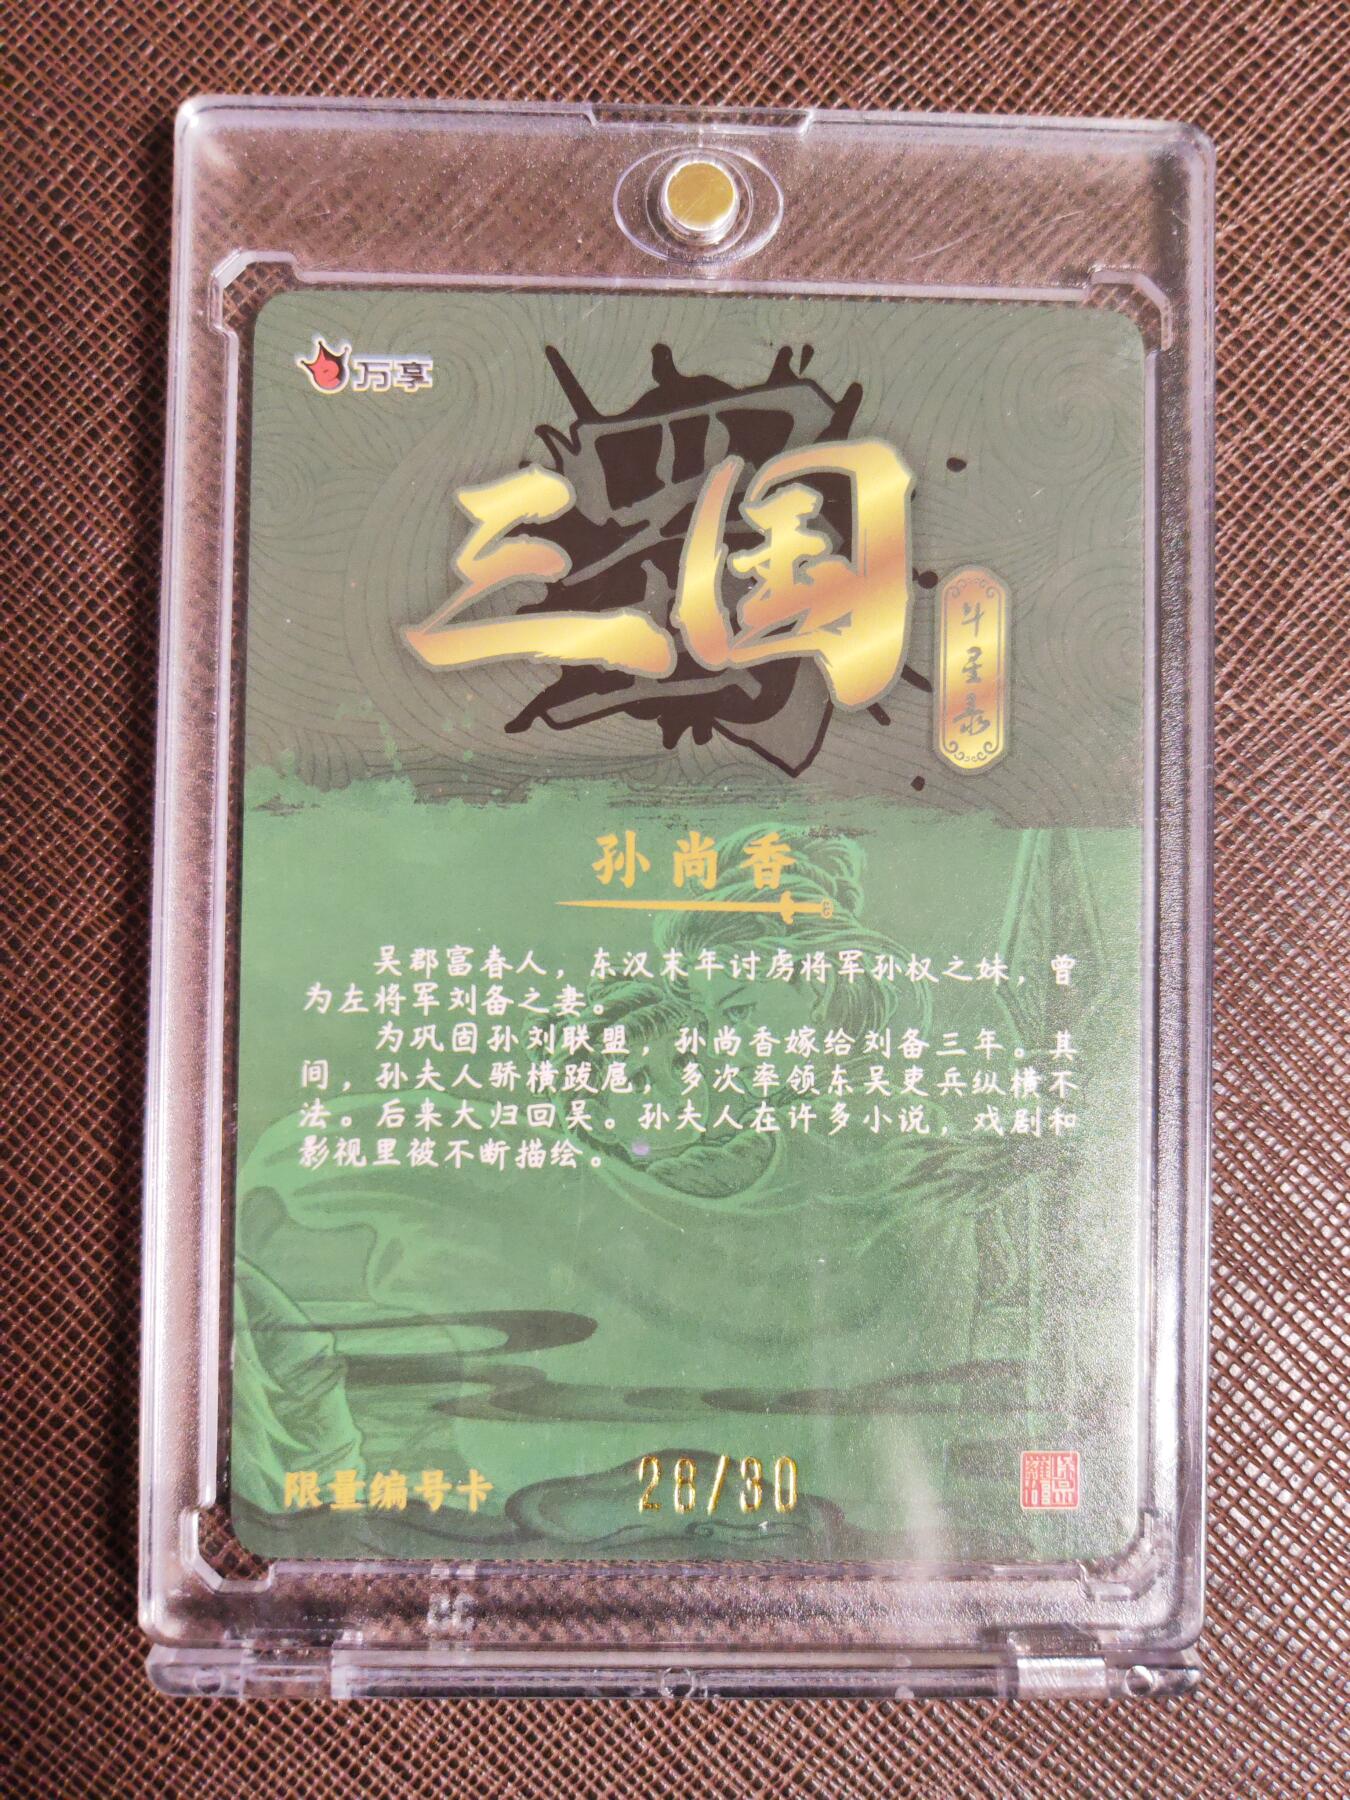 万享
三国
斗星录
孙尚香
吴郡富春人，东汉末年讨虏将军孙权之妹，曾
为左将军刘备之妻。
为巩固孙刘联盟，孙尚香嫁给刘备三年。其
间，孙夫人骄横跋扈，多次率领东吴吏兵纵横不
法。后来大归回吴。孙夫人在许多小说，戏剧和
影视里被不断描绘。
限量编号卡
28/30